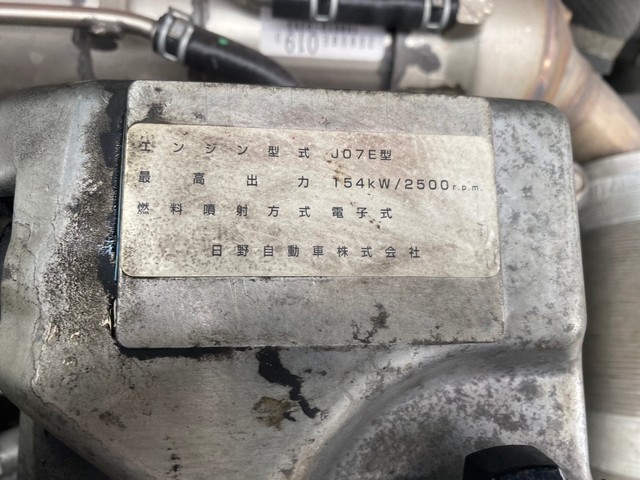 エンジン型式 J07E型
最高出力 154kW/2500r.p.m.
燃料噴射方式 電子式
日野自動車株式会社